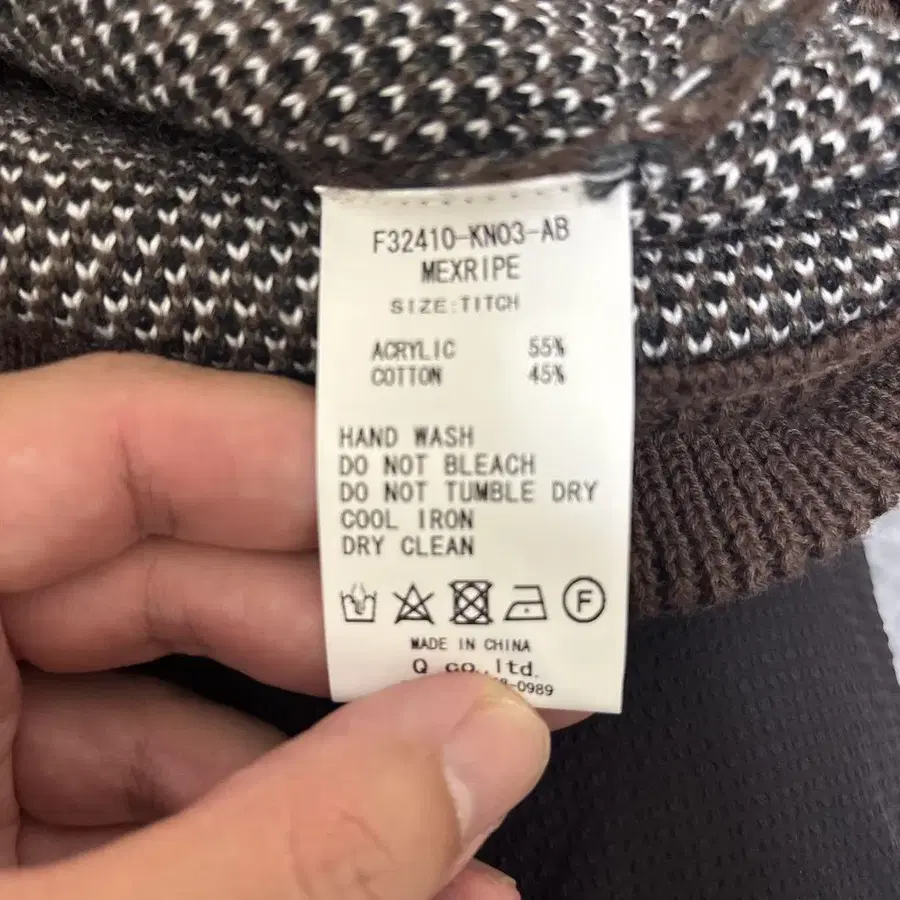 F32410-KN03-AB
MEXRIPE
SIZE:TITCH
ACRYLIC 55%
COTTON 45%
HAND WASH
DO NOT BLEACH
DO NOT TUMBLE DRY
COOL IRON
DRY CLEAN
F
MADE IN CHINA
Q co.,ltd.
-0989